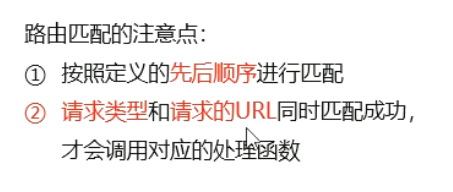 路由匹配的注意点：
① 按照定义的先后顺序进行匹配
② 请求类型和请求的URL同时匹配成功，
才会调用对应的处理函数